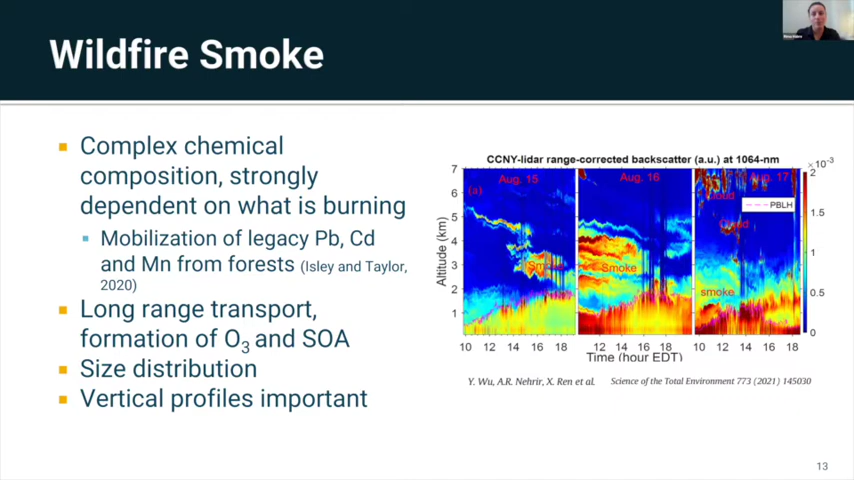 Wildfire Smoke
Complex chemical
composition, strongly
dependent on what is burning
Mobilization of legacy Pb, Cd
and Mn from forests (Isley and Taylor,
2020)
Long range transport,
formation of O3 and SOA
Size distribution
Vertical profiles important
CCNY-lidar range-corrected backscatter (a.u.) at 1064-nm
×10⁻³
(a)
Aug. 15
Aug. 16
Aug. 17
Cloud
PBLH
Cloud
Smoke
Smoke
smoke
Altitude (km)
7
6
5
4
3
2
1
2
1.5
1
0.5
0
10 12 14 16 18
12 14 16 18
10 12 14 16 18
Time (hour EDT)
Y. Wu, A.R. Nehrir, X. Ren et al. Science of the Total Environment 773 (2021) 145030
13